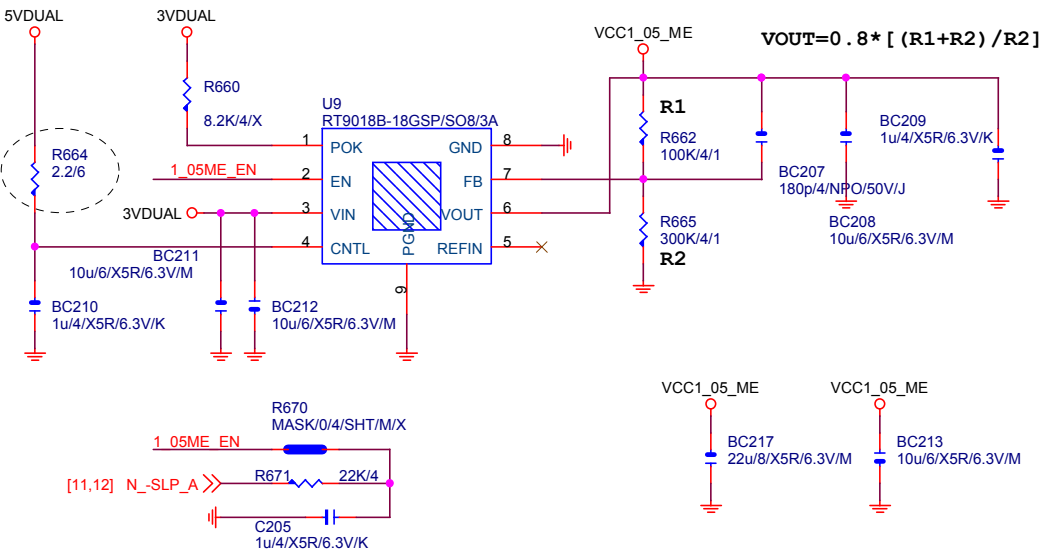 5VDUAL
3VDUAL
VCC1_05_ME
VOUT=0.8*[(R1+R2)/R2]
R660
8.2K/4/X
U9
RT9018B-18GSP/SO8/3A
R664
2.2/6
1_05ME_EN
3VDUAL
1
POK
2
EN
3
VIN
4
CNTL
GND
8
FB
7
VOUT
6
REFIN
5
PGND
9
R1
R662
100K/4/1
R665
300K/4/1
R2
BC207
180p/4/NPO/50V/J
BC208
10u/6/X5R/6.3V/M
BC209
1u/4/X5R/6.3V/K
BC211
10u/6/X5R/6.3V/M
BC210
1u/4/X5R/6.3V/K
BC212
10u/6/X5R/6.3V/M
R670
MASK/0/4/SHT/M/X
1_05ME_EN
[11,12] N_-SLP_A
R671
22K/4
C205
1u/4/X5R/6.3V/K
VCC1_05_ME
BC217
22u/8/X5R/6.3V/M
VCC1_05_ME
BC213
10u/6/X5R/6.3V/M